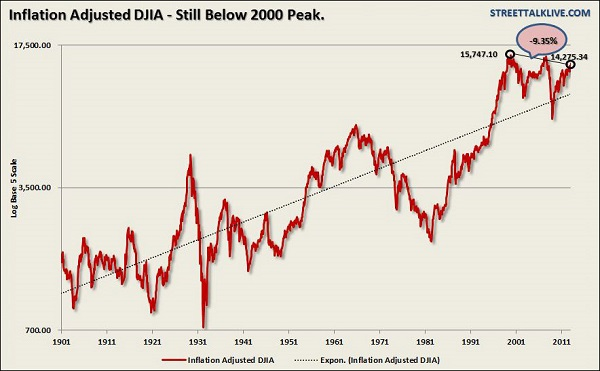 Inflation Adjusted DJIA - Still Below 2000 Peak.
STREETTALKLIVE.COM
17,500.00
3,500.00
700.00
Log Base 5 Scale
-9.35%
15,747.10
14,275.34
1901 1911 1921 1931 1941 1951 1961 1971 1981 1991 2001 2011
Inflation Adjusted DJIA
Expon. (Inflation Adjusted DJIA)